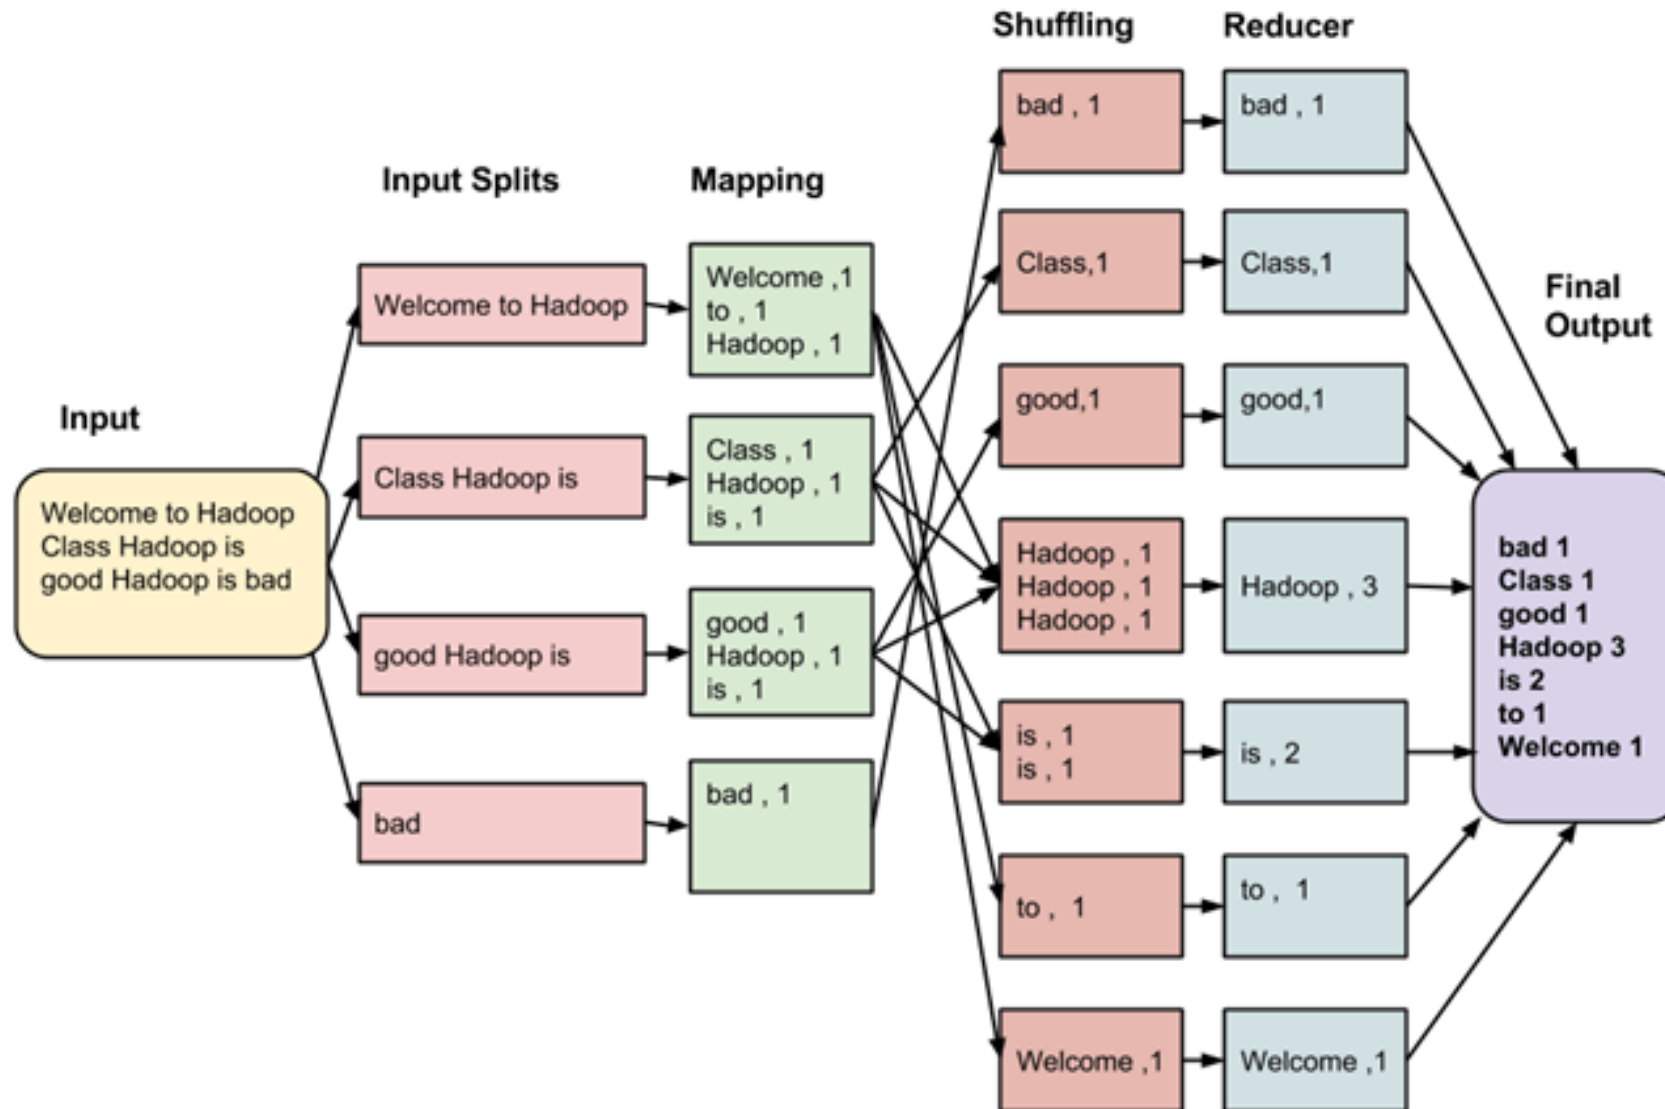 Shuffling
Reducer
Input Splits
Mapping
Final
Output
Input
Welcome to Hadoop
Class Hadoop is
good Hadoop is bad
Welcome to Hadoop
Class Hadoop is
good Hadoop is
bad
Welcome ,1
to , 1
Hadoop , 1
Class , 1
Hadoop , 1
is , 1
good , 1
Hadoop , 1
is , 1
bad , 1
bad , 1
Class,1
good,1
Hadoop , 1
Hadoop , 1
Hadoop , 1
is , 1
is , 1
to , 1
Welcome ,1
bad , 1
Class,1
good,1
Hadoop , 3
is , 2
to , 1
Welcome ,1
bad 1
Class 1
good 1
Hadoop 3
is 2
to 1
Welcome 1